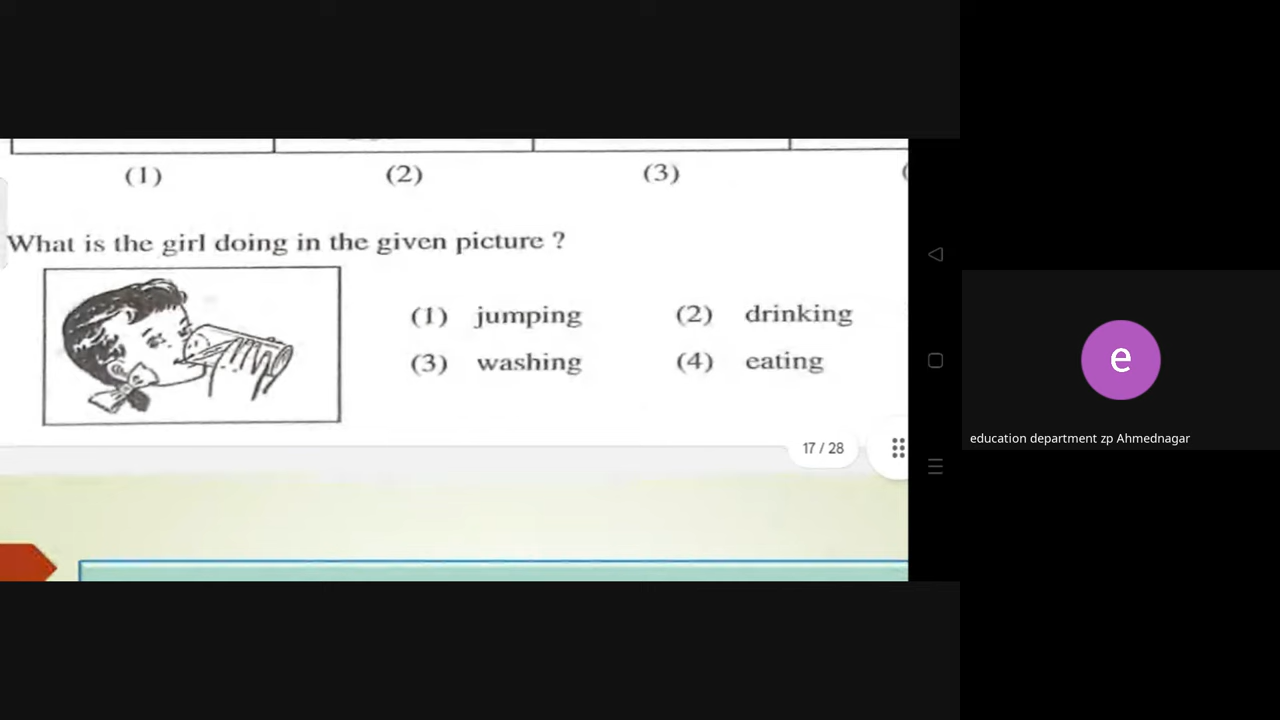 (1) (2) (3)
What is the girl doing in the given picture ?
(1) jumping (2) drinking
(3) washing (4) eating
17 / 28
e
education department zp Ahmednagar